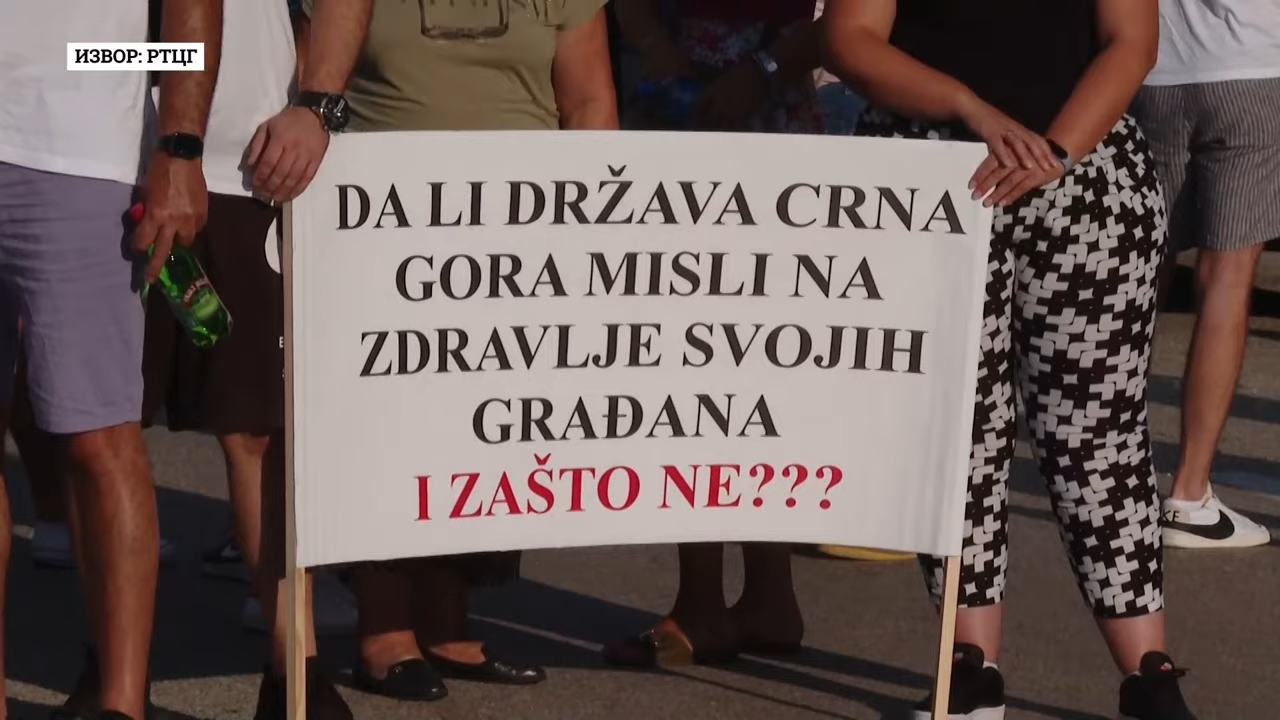 ИЗВОР: РТЦГ
DA LI DRŽAVA CRNA
GORA MISLI NA
ZDRAVLJE SVOJIH
GRAĐANA
I ZAŠTO NE???